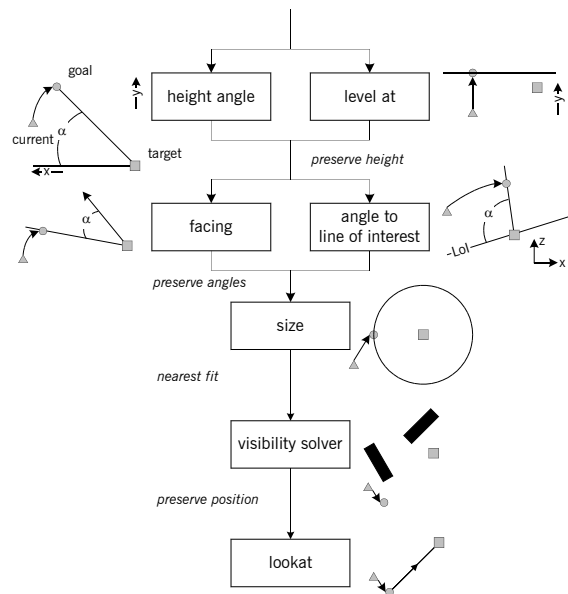 goal
height angle
level at
y
y
α
current
target
x
preserve height
α
facing
angle to
line of interest
α
-LoI
z
x
preserve angles
size
nearest fit
visibility solver
preserve position
lookat